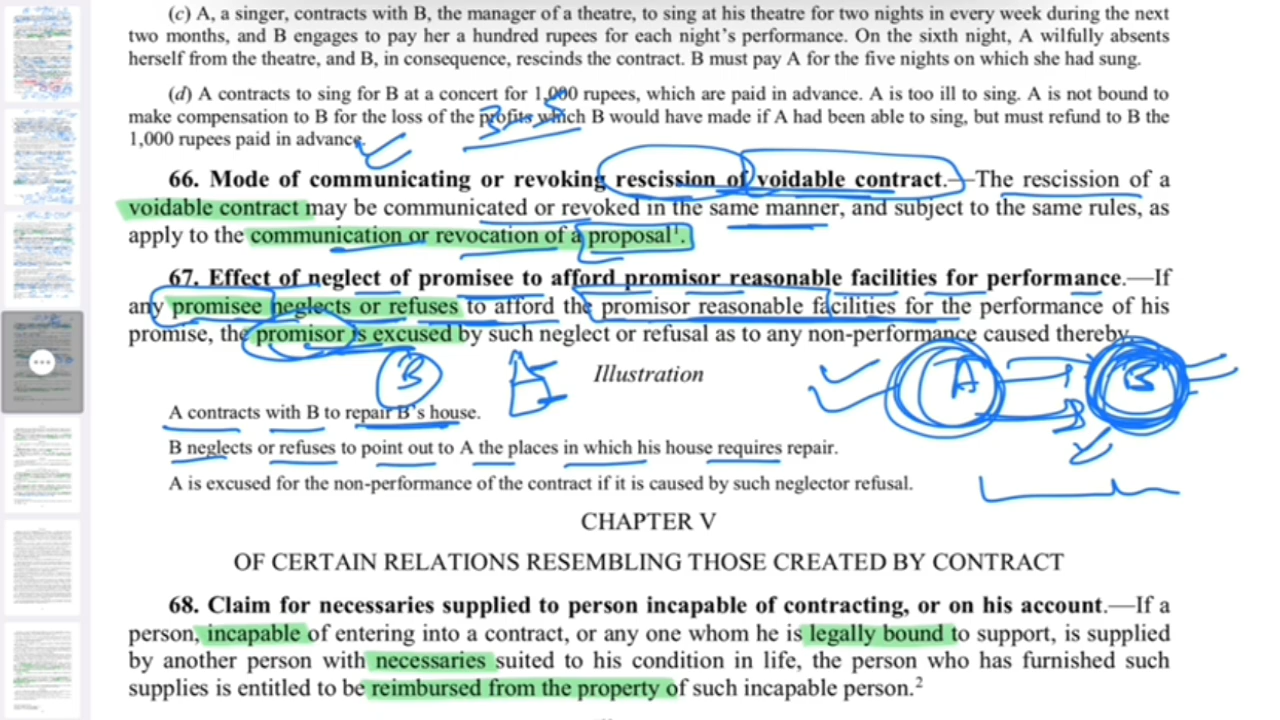 (c) A, a singer, contracts with B, the manager of a theatre, to sing at his theatre for two nights in every week during the next
two months, and B engages to pay her a hundred rupees for each night's performance. On the sixth night, A wilfully absents
herself from the theatre, and B, in consequence, rescinds the contract. B must pay A for the five nights on which she had sung.
(d) A contracts to sing for B at a concert for 1,000 rupees, which are paid in advance. A is too ill to sing. A is not bound to
make compensation to B for the loss of the profits which B would have made if A had been able to sing, but must refund to B the
1,000 rupees paid in advance.
66. Mode of communicating or revoking rescission of voidable contract.—The rescission of a
voidable contract may be communicated or revoked in the same manner, and subject to the same rules, as
apply to the communication or revocation of a proposal¹.
67. Effect of neglect of promisee to afford promisor reasonable facilities for performance.—If
any promisee neglects or refuses to afford the promisor reasonable facilities for the performance of his
promise, the promisor is excused by such neglect or refusal as to any non-performance caused thereby.
B
A
B
Illustration
A contracts with B to repair B's house.
B neglects or refuses to point out to A the places in which his house requires repair.
A is excused for the non-performance of the contract if it is caused by such neglector refusal.
CHAPTER V
OF CERTAIN RELATIONS RESEMBLING THOSE CREATED BY CONTRACT
68. Claim for necessaries supplied to person incapable of contracting, or on his account.—If a
person, incapable of entering into a contract, or any one whom he is legally bound to support, is supplied
by another person with necessaries suited to his condition in life, the person who has furnished such
supplies is entitled to be reimbursed from the property of such incapable person.²